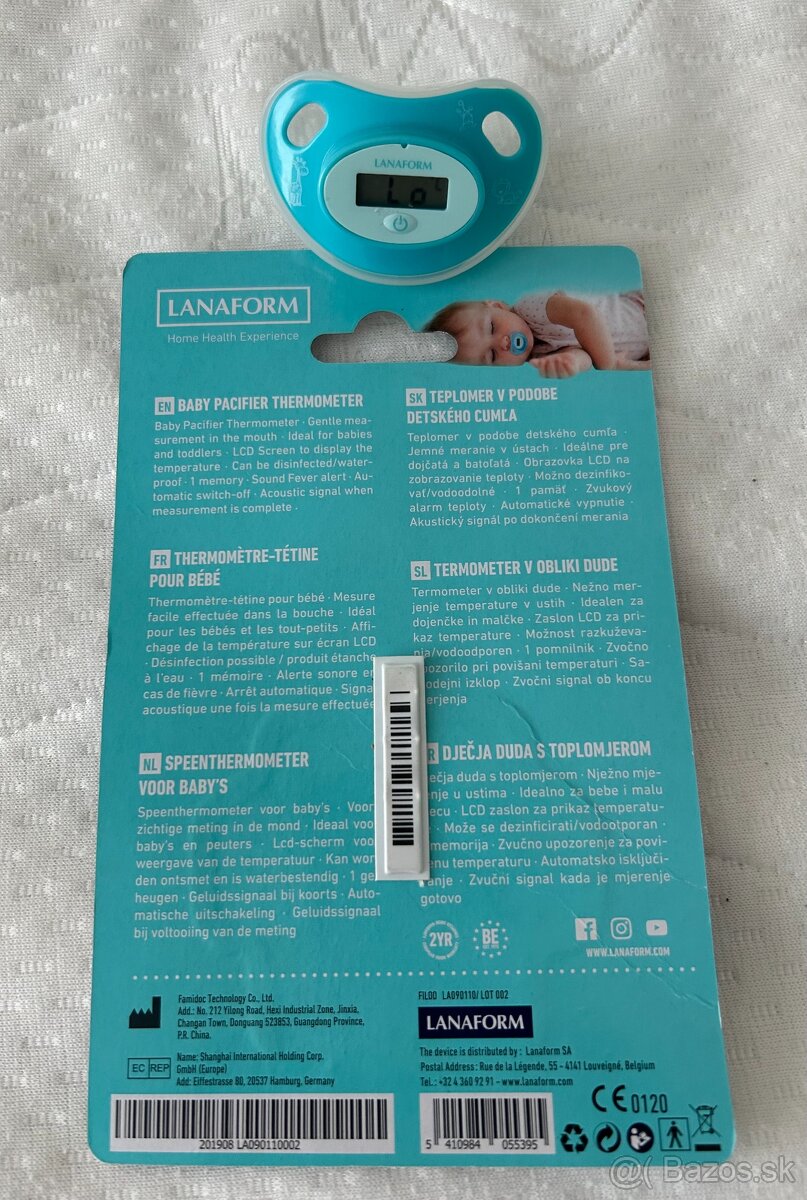 LANAFORM
Lo °C
LANAFORM
Home Health Experience
EN BABY PACIFIER THERMOMETER
Baby Pacifier Thermometer · Gentle mea-
surement in the mouth · Ideal for babies
and toddlers · LCD Screen to display the
temperature · Can be disinfected/water-
proof · 1 memory · Sound Fever alert · Au-
tomatic switch-off · Acoustic signal when
measurement is complete ·
SK TEPLOMER V PODOBE
DETSKÉHO CUMĽA
Teplomer v podobe detského cumľa ·
Jemné meranie v ústach · Ideálne pre
dojčatá a batoľatá · Obrazovka LCD na
zobrazovanie teploty · Možno dezinfiko-
vať/vodoodolné · 1 pamäť · Zvukový
alarm teploty · Automatické vypnutie ·
Akustický signál po dokončení merania
FR THERMOMÈTRE-TÉTINE
POUR BÉBÉ
Thermomètre-tétine pour bébé · Mesure
facile effectuée dans la bouche · Idéal
pour les bébés et les tout-petits · Affi-
chage de la température sur écran LCD
· Désinfection possible / produit étanche
à l'eau · 1 mémoire · Alerte sonore en
cas de fièvre · Arrêt automatique · Signal
acoustique une fois la mesure effectuée
SL TERMOMETER V OBLIKI DUDE
Termometer v obliki dude · Nežno mer-
jenje temperature v ustih · Idealen za
dojenčke in malčke · Zaslon LCD za pri-
kaz temperature · Možnost razkuževa-
nja/vodoodporen · 1 pomnilnik · Zvočno
opozorilo pri povišani temperaturi · Sa-
odejni izklop · Zvočni signal ob koncu
erjenja
NL SPEENTHERMOMETER
VOOR BABY'S
Speenthermometer voor baby's · Voor
zichtige meting in de mond · Ideaal voo
baby's en peuters · Lcd-scherm voo
weergave van de temperatuur · Kan wor
den ontsmet en is waterbestendig · 1 ge
heugen · Geluidssignaal bij koorts · Auto-
matische uitschakeling · Geluidssignaal
bij voltooiing van de meting
R DJEČJA DUDA S TOPLOMJEROM
ječja duda s toplomjerom · Nježno mje-
enje u ustima · Idealno za bebe i malu
ecu · LCD zaslon za prikaz temperatu-
· Može se dezinficirati/vodootporan ·
memorija · Zvučno upozorenje za povi-
enu temperaturu · Automatsko isključi-
anje · Zvučni signal kada je mjerenje
gotovo
2YR
BE
WWW.LANAFORM.COM
Famidoc Technology Co., Ltd.
Add.: No. 212 Yilong Road, Hexi Industrial Zone, Jinxia,
Changan Town, Donguang 523853, Guangdong Province,
P.R. China.
EC REP
Name: Shanghai International Holding Corp.
GmbH (Europe)
Add: Eiffestrasse 80, 20537 Hamburg, Germany
FILOO LA090110/ LOT 002
LANAFORM
The device is distributed by : Lanaform SA
Postal Address : Rue de la Légende, 55 – 4141 Louveigné, Belgium
Tel.: +32 4 360 92 91 – www.lanaform.com
CE 0120
201908 LA090110002
5 410984 055395
@( Bazos.sk